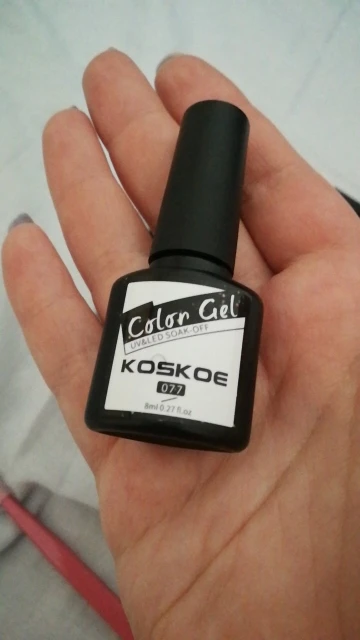 Color Gel
UV&LED SOAK-OFF
KOSKOE
077
8ml 0.27 fl.oz